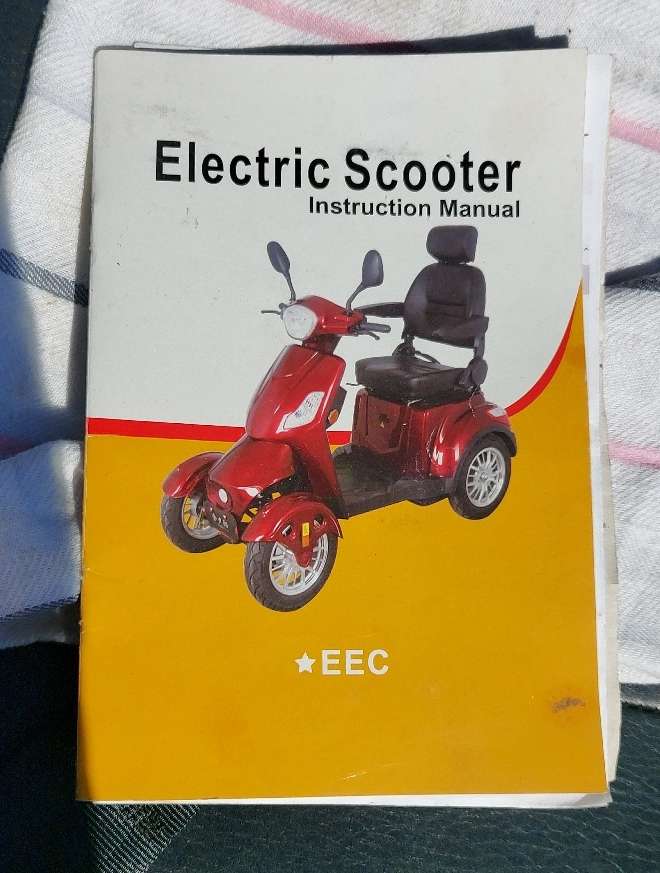 Electric Scooter
Instruction Manual
★EEC